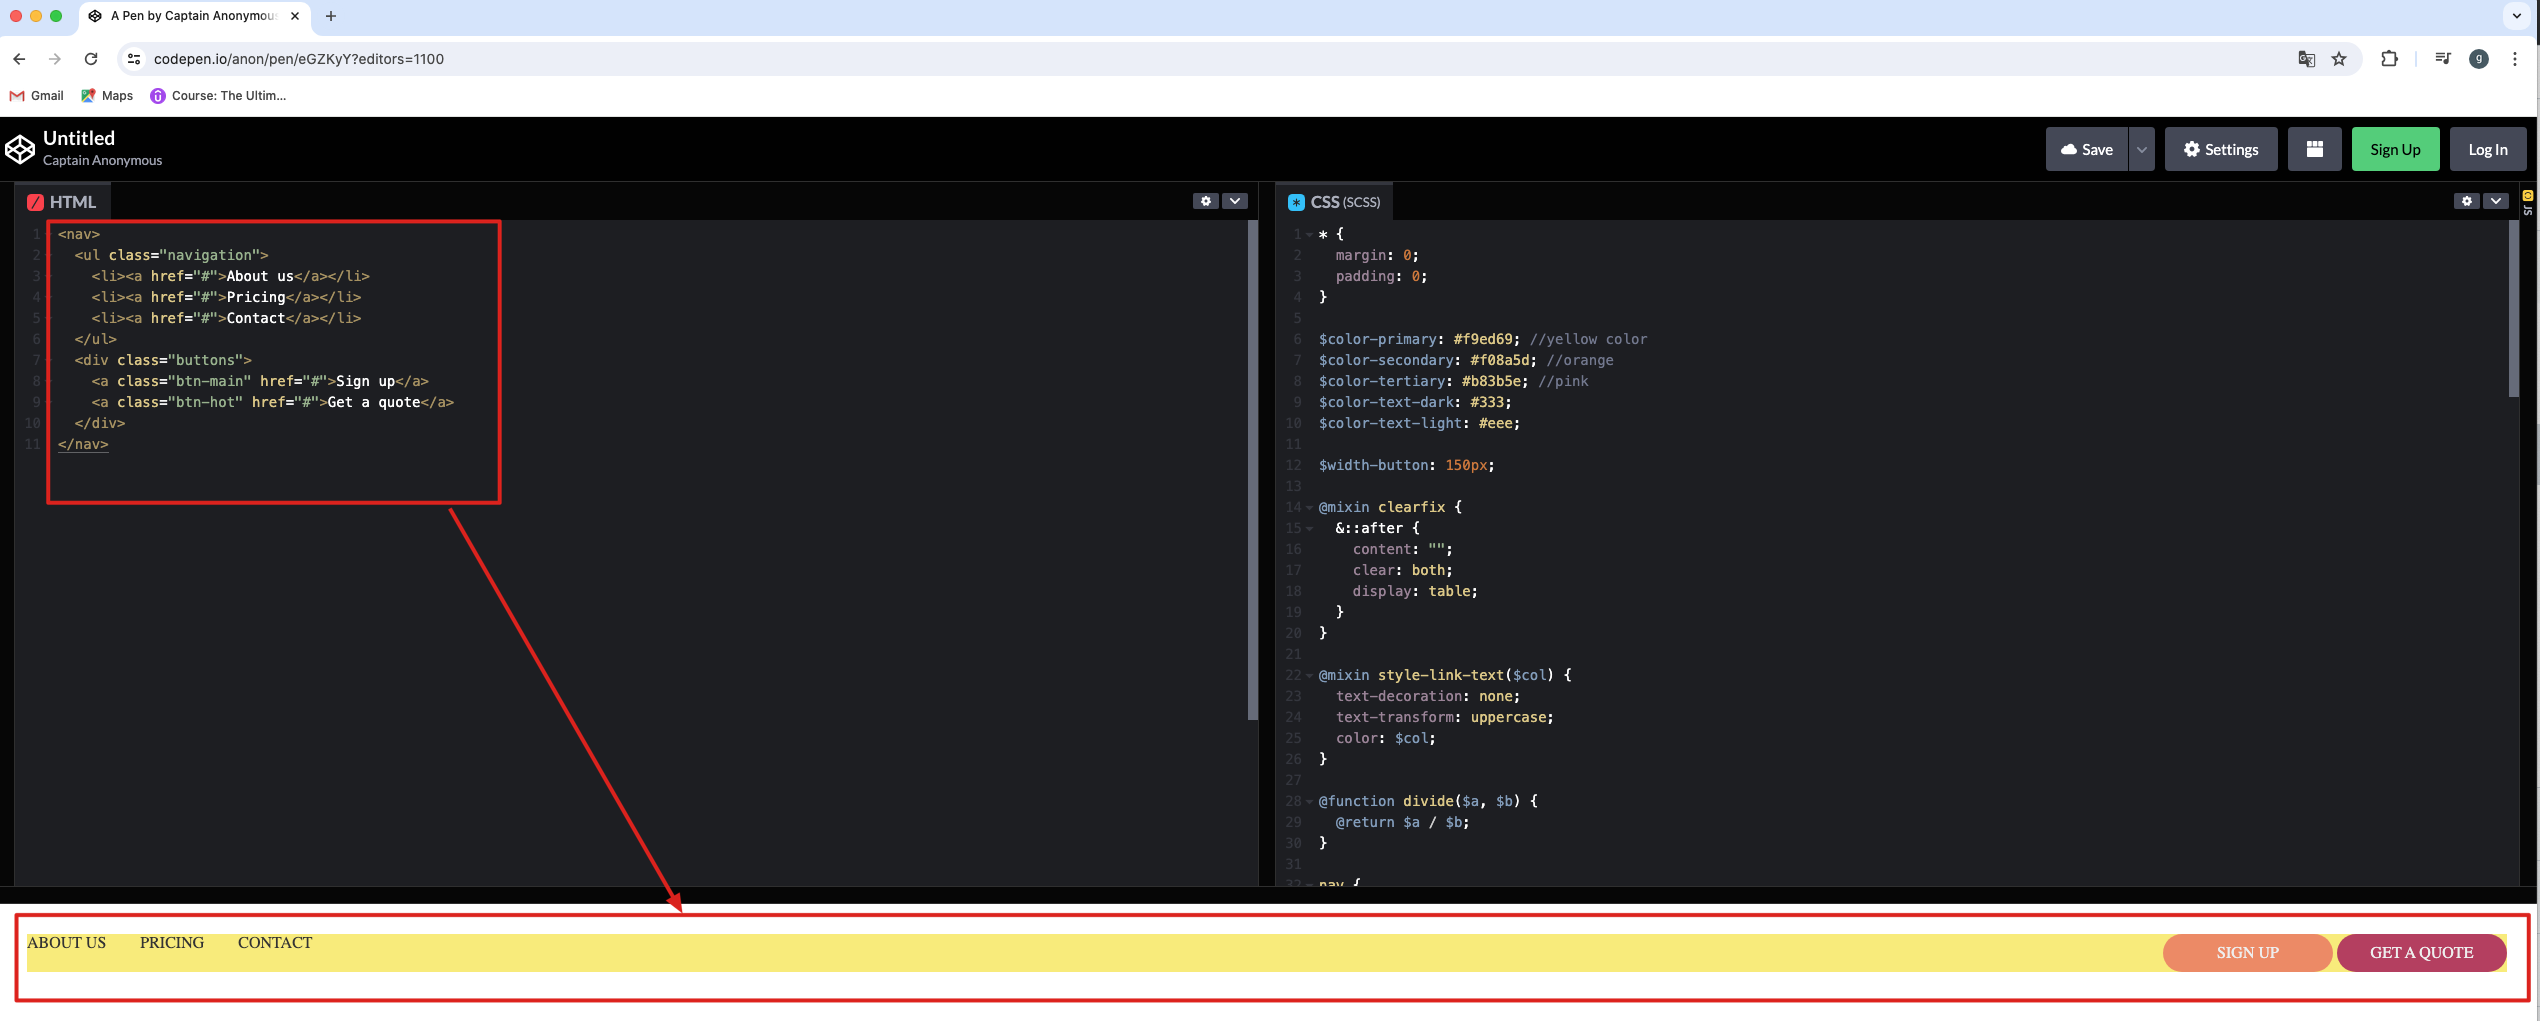 A Pen by Captain Anonymou
codepen.io/anon/pen/eGZKyY?editors=1100
g
Gmail
Maps
Course: The Ultim...
Untitled
Captain Anonymous
Save
Settings
Sign Up
Log In
HTML
1 <nav>
2 <ul class="navigation">
3 <li><a href="#">About us</a></li>
4 <li><a href="#">Pricing</a></li>
5 <li><a href="#">Contact</a></li>
6 </ul>
7 <div class="buttons">
8 <a class="btn-main" href="#">Sign up</a>
9 <a class="btn-hot" href="#">Get a quote</a>
10 </div>
11 </nav>
CSS (SCSS)
JS
1 * {
2 margin: 0;
3 padding: 0;
4 }
5
6 $color-primary: #f9ed69; //yellow color
7 $color-secondary: #f08a5d; //orange
8 $color-tertiary: #b83b5e; //pink
9 $color-text-dark: #333;
10 $color-text-light: #eee;
11
12 $width-button: 150px;
13
14 @mixin clearfix {
15 &::after {
16 content: "";
17 clear: both;
18 display: table;
19 }
20 }
21
22 @mixin style-link-text($col) {
23 text-decoration: none;
24 text-transform: uppercase;
25 color: $col;
26 }
27
28 @function divide($a, $b) {
29 @return $a / $b;
30 }
31
32 nav {
ABOUT US PRICING CONTACT SIGN UP GET A QUOTE